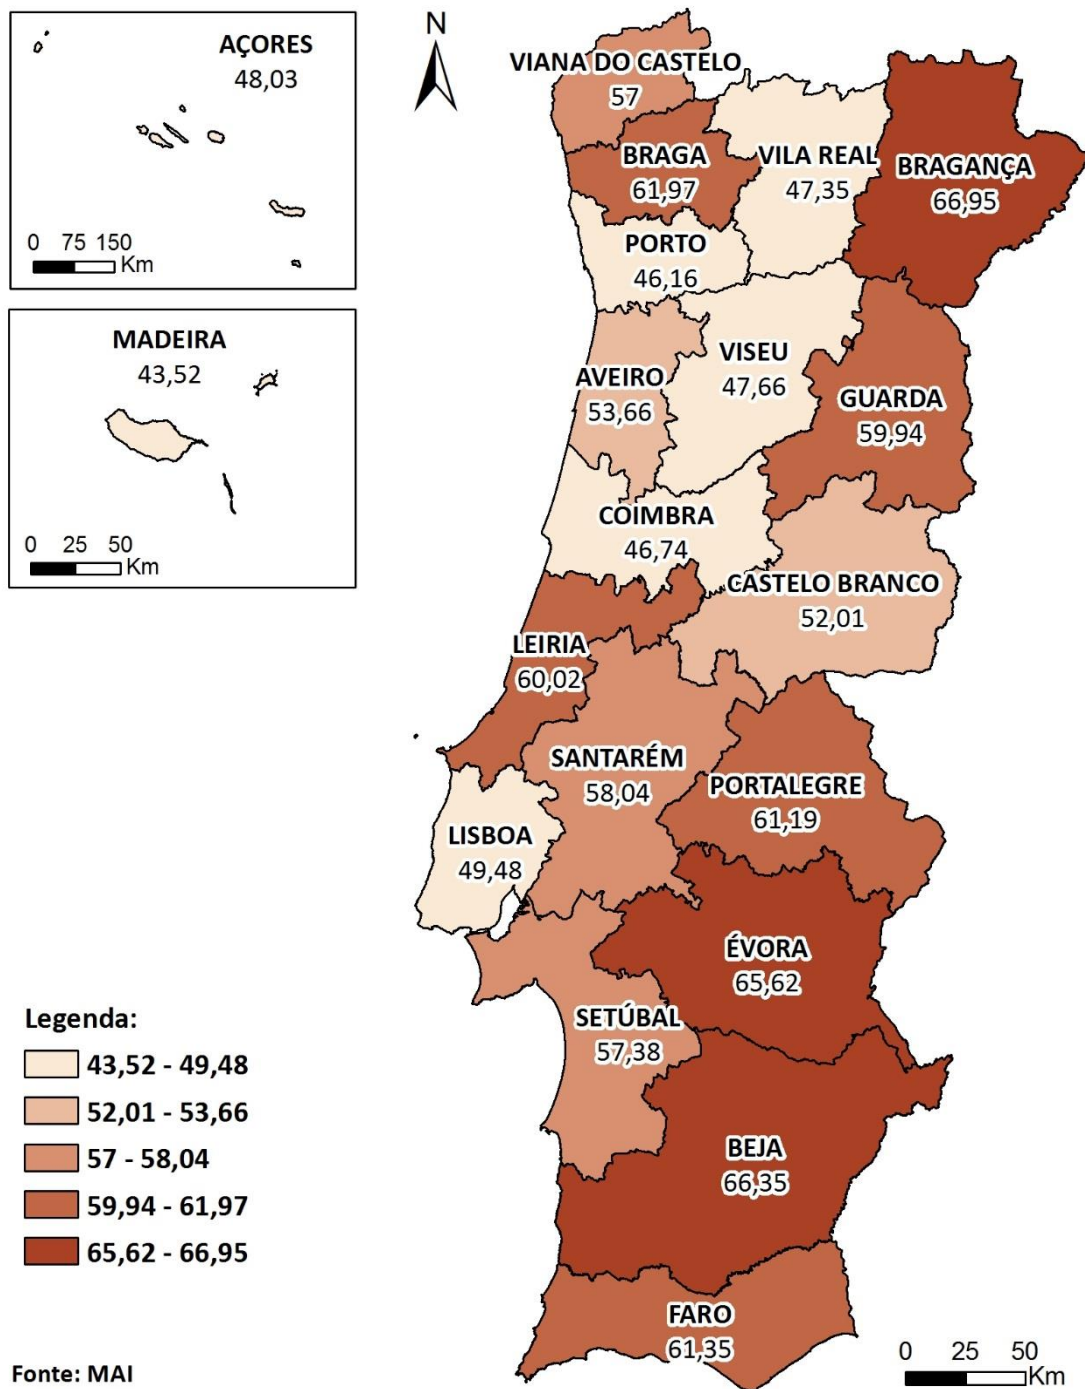 AÇORES
48,03
0 75 150
Km
MADEIRA
43,52
0 25 50
Km
N
VIANA DO CASTELO
57
BRAGA
61,97
VILA REAL
47,35
BRAGANÇA
66,95
PORTO
46,16
AVEIRO
53,66
VISEU
47,66
GUARDA
59,94
COIMBRA
46,74
CASTELO BRANCO
52,01
LEIRIA
60,02
SANTARÉM
58,04
PORTALEGRE
61,19
LISBOA
49,48
ÉVORA
65,62
SETÚBAL
57,38
BEJA
66,35
FARO
61,35
Legenda:
43,52 - 49,48
52,01 - 53,66
57 - 58,04
59,94 - 61,97
65,62 - 66,95
Fonte: MAI
0 25 50
Km